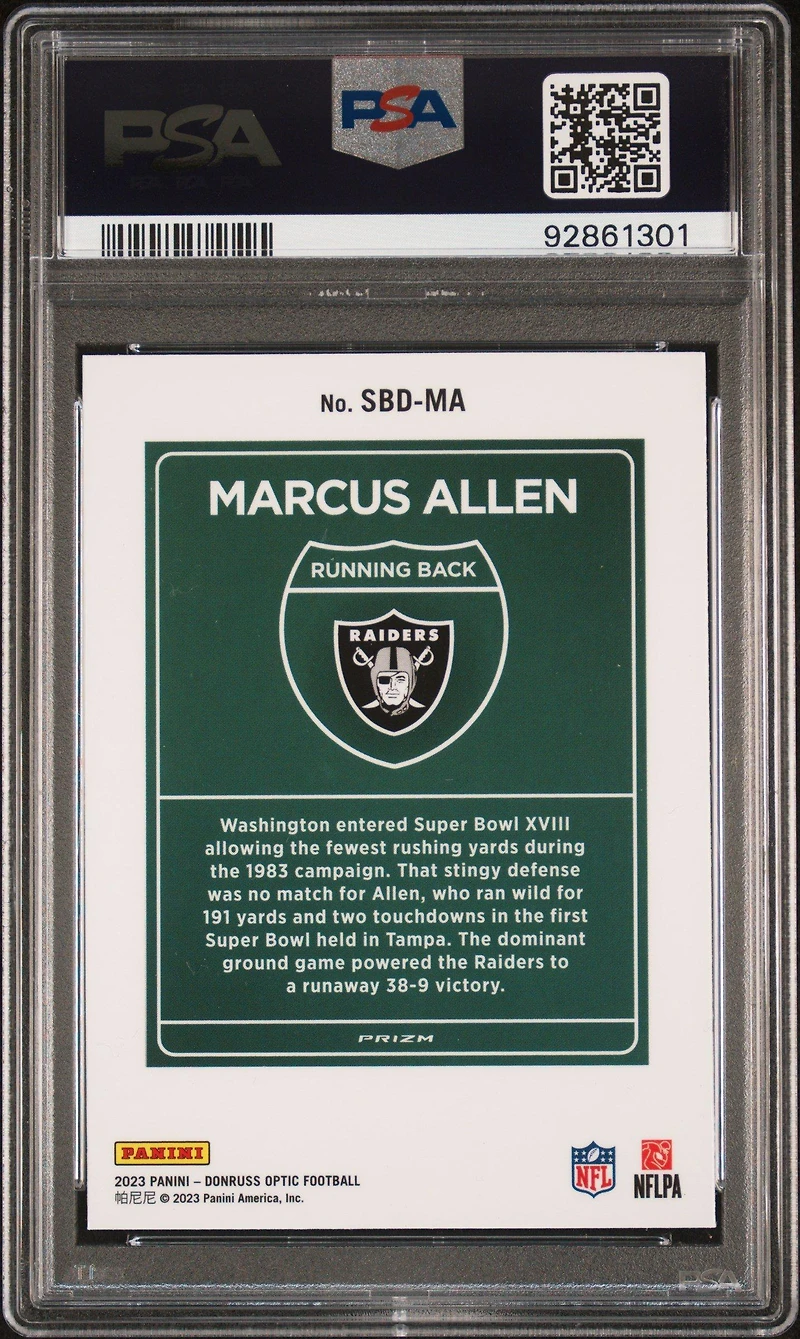 PSA
PSA
92861301
No. SBD-MA
MARCUS ALLEN
RUNNING BACK
RAIDERS
Washington entered Super Bowl XVIII
allowing the fewest rushing yards during
the 1983 campaign. That stingy defense
was no match for Allen, who ran wild for
191 yards and two touchdowns in the first
Super Bowl held in Tampa. The dominant
ground game powered the Raiders to
a runaway 38-9 victory.
PRIZM
PANINI
2023 PANINI – DONRUSS OPTIC FOOTBALL
帕尼尼 © 2023 Panini America, Inc.
NFL
NFLPA
PSA